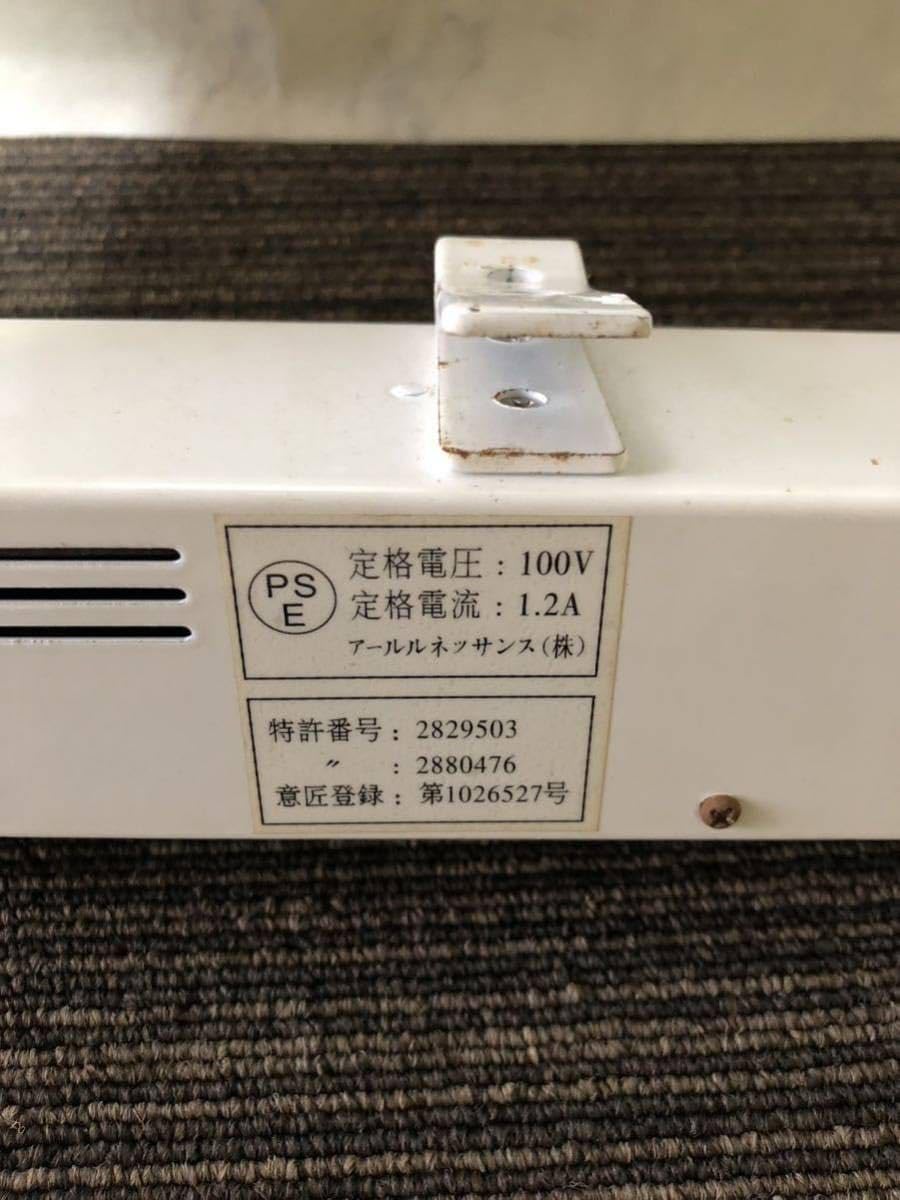 PS
E
定格電圧 : 100V
定格電流 : 1.2A
アールルネッサンス(株)
特許番号 : 2829503
〃 : 2880476
意匠登録 : 第1026527号